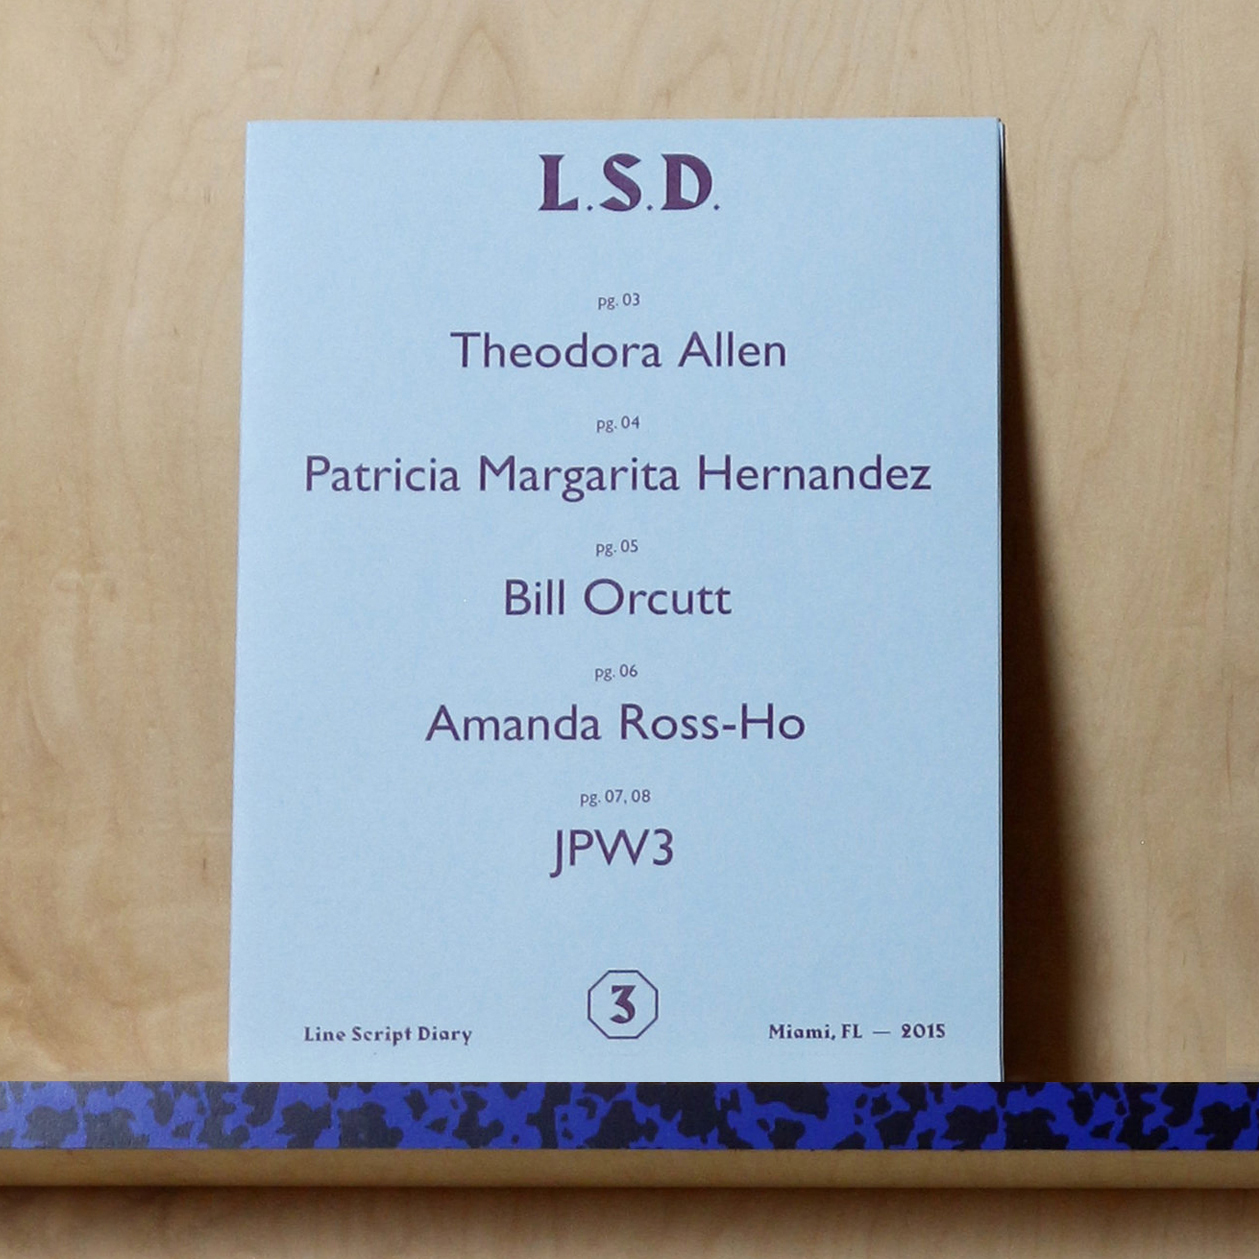 L.S.D.
pg. 03
Theodora Allen
pg. 04
Patricia Margarita Hernandez
pg. 05
Bill Orcutt
pg. 06
Amanda Ross-Ho
pg. 07, 08
JPW3
3
Line Script Diary
Miami, FL — 2015